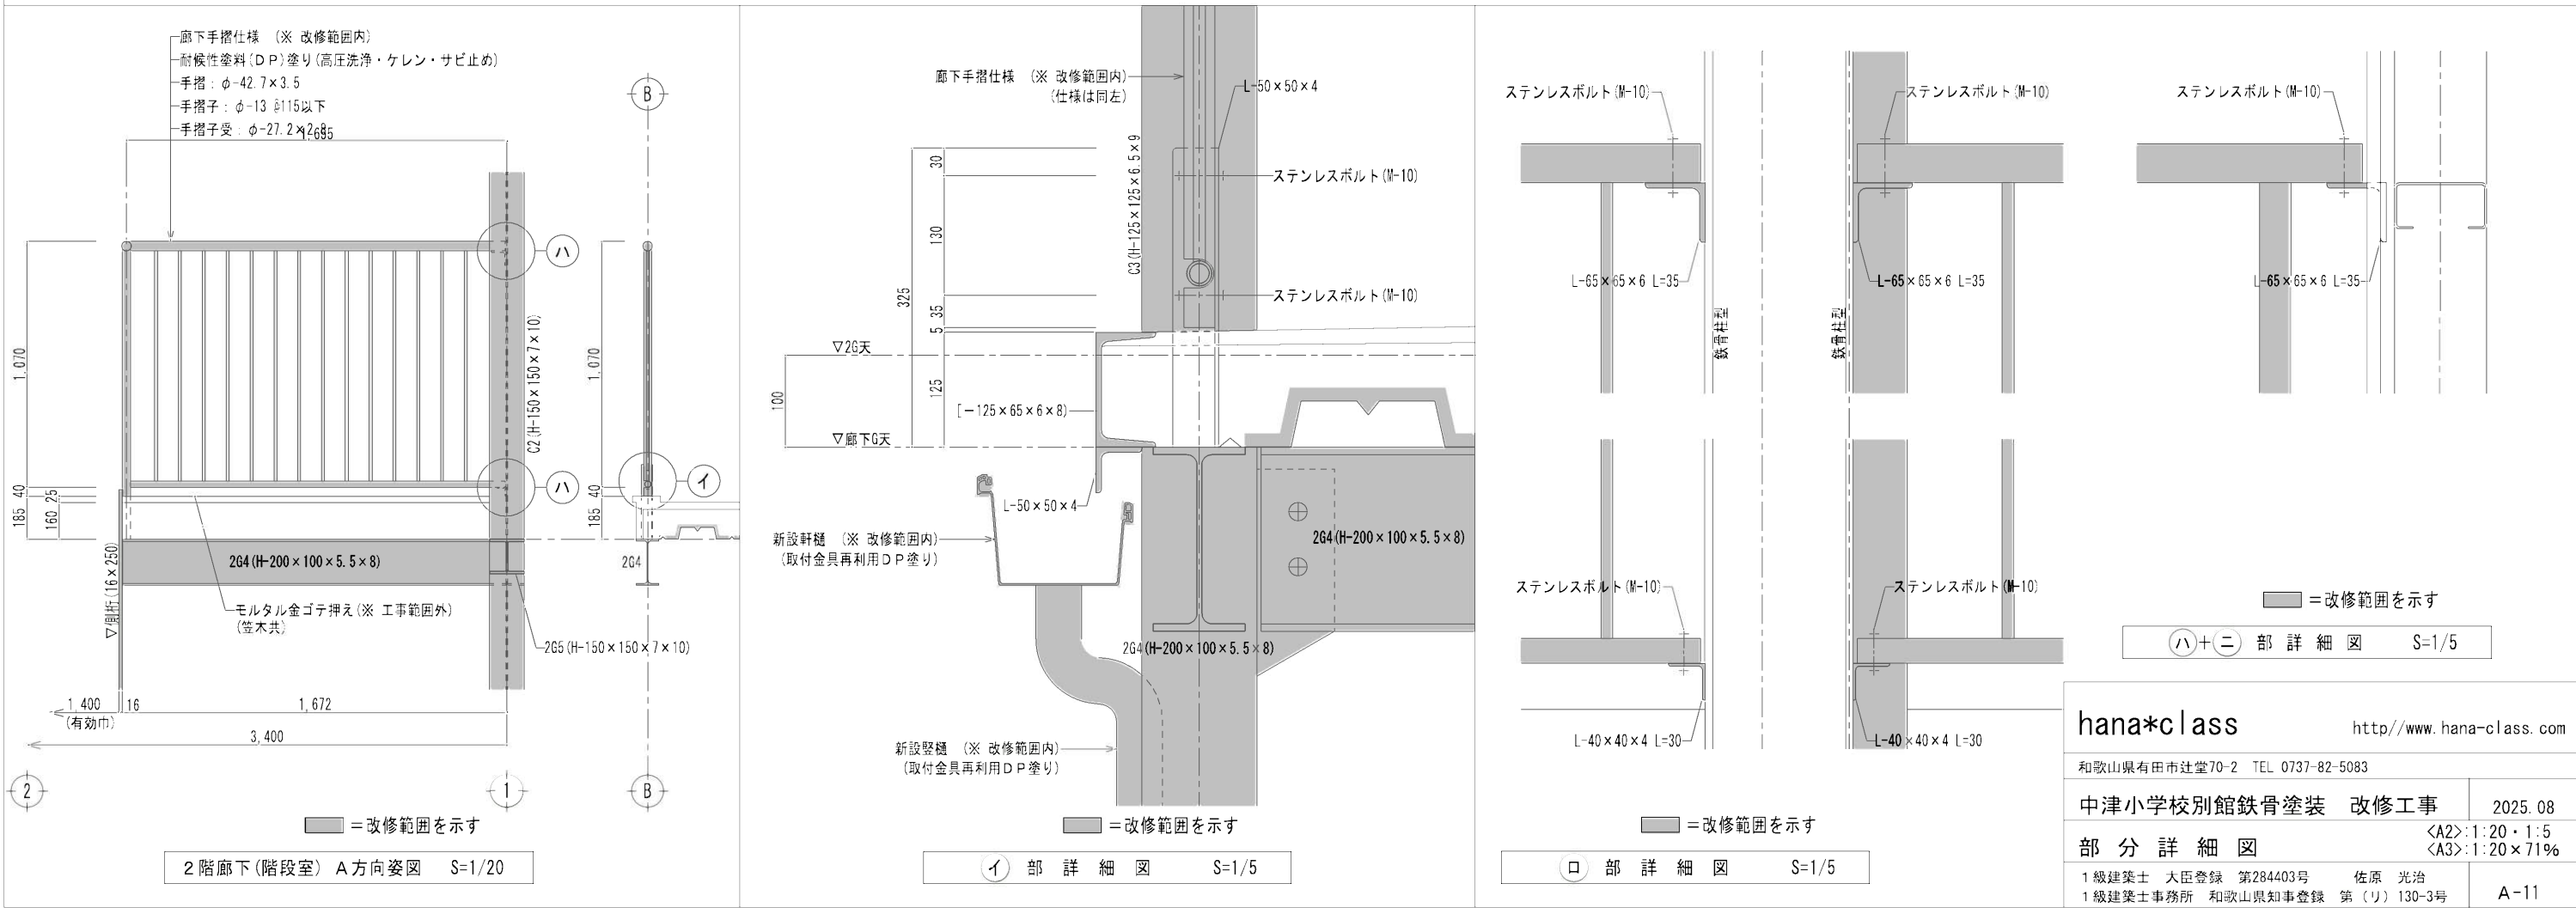 廊下手摺仕様 (※ 改修範囲内)
耐候性塗料(DP)塗り(高圧洗浄・ケレン・サビ止め)
手摺: φ-42.7×3.5
手摺子: φ-13 @115以下
手摺子受: φ-27.2×2.8
1,695
B
ハ
1,070
1,070
C2(H-150×150×7×10)
ハ
イ
40
25
185
160
40
185
▽側桁(16×250)
2G4(H-200×100×5.5×8)
2G4
モルタル金ゴテ押え(※ 工事範囲外)
(笠木共)
2G5(H-150×150×7×10)
1,400
(有効巾)
16
1,672
3,400
2
1
B
=改修範囲を示す
2階廊下(階段室) A方向姿図 S=1/20
廊下手摺仕様 (※ 改修範囲内)
(仕様は同左)
L-50×50×4
C3(H-125×125×6.5×9
30
ステンレスボルト(M-10)
130
325
ステンレスボルト(M-10)
35
5
▽2G天
125
100
[-125×65×6×8)
▽廊下G天
L-50×50×4
新設軒樋 (※ 改修範囲内)
(取付金具再利用DP塗り)
2G4(H-200×100×5.5×8)
2G4(H-200×100×5.5×8)
新設竪樋 (※ 改修範囲内)
(取付金具再利用DP塗り)
=改修範囲を示す
イ 部 詳 細 図 S=1/5
ステンレスボルト(M-10)
ステンレスボルト(M-10)
L-65×65×6 L=35
L-65×65×6 L=35
鉄骨柱型
鉄骨柱型
ステンレスボルト(M-10)
ステンレスボルト(M-10)
L-40×40×4 L=30
L-40×40×4 L=30
=改修範囲を示す
ロ 部 詳 細 図 S=1/5
ステンレスボルト(M-10)
L-65×65×6 L=35
=改修範囲を示す
ハ+ニ 部 詳 細 図 S=1/5
hana*class http//www.hana-class.com
和歌山県有田市辻堂70-2 TEL 0737-82-5083
中津小学校別館鉄骨塗装 改修工事 2025.08
部 分 詳 細 図
<A2>:1:20・1:5
<A3>:1:20×71%
1級建築士 大臣登録 第284403号 佐原 光治
1級建築士事務所 和歌山県知事登録 第(リ)130-3号
A-11